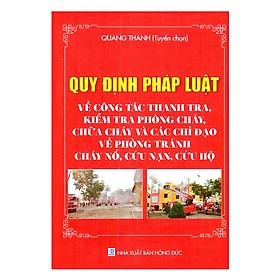 QUANG THANH (Tuyển chọn)
QUY ĐỊNH PHÁP LUẬT
VỀ CÔNG TÁC THANH TRA,
KIỂM TRA PHÒNG CHÁY,
CHỮA CHÁY VÀ CÁC CHỈ ĐẠO
VỀ PHÒNG TRÁNH
CHÁY NỔ, CỨU NẠN, CỨU HỘ
NHÀ XUẤT BẢN HỒNG ĐỨC